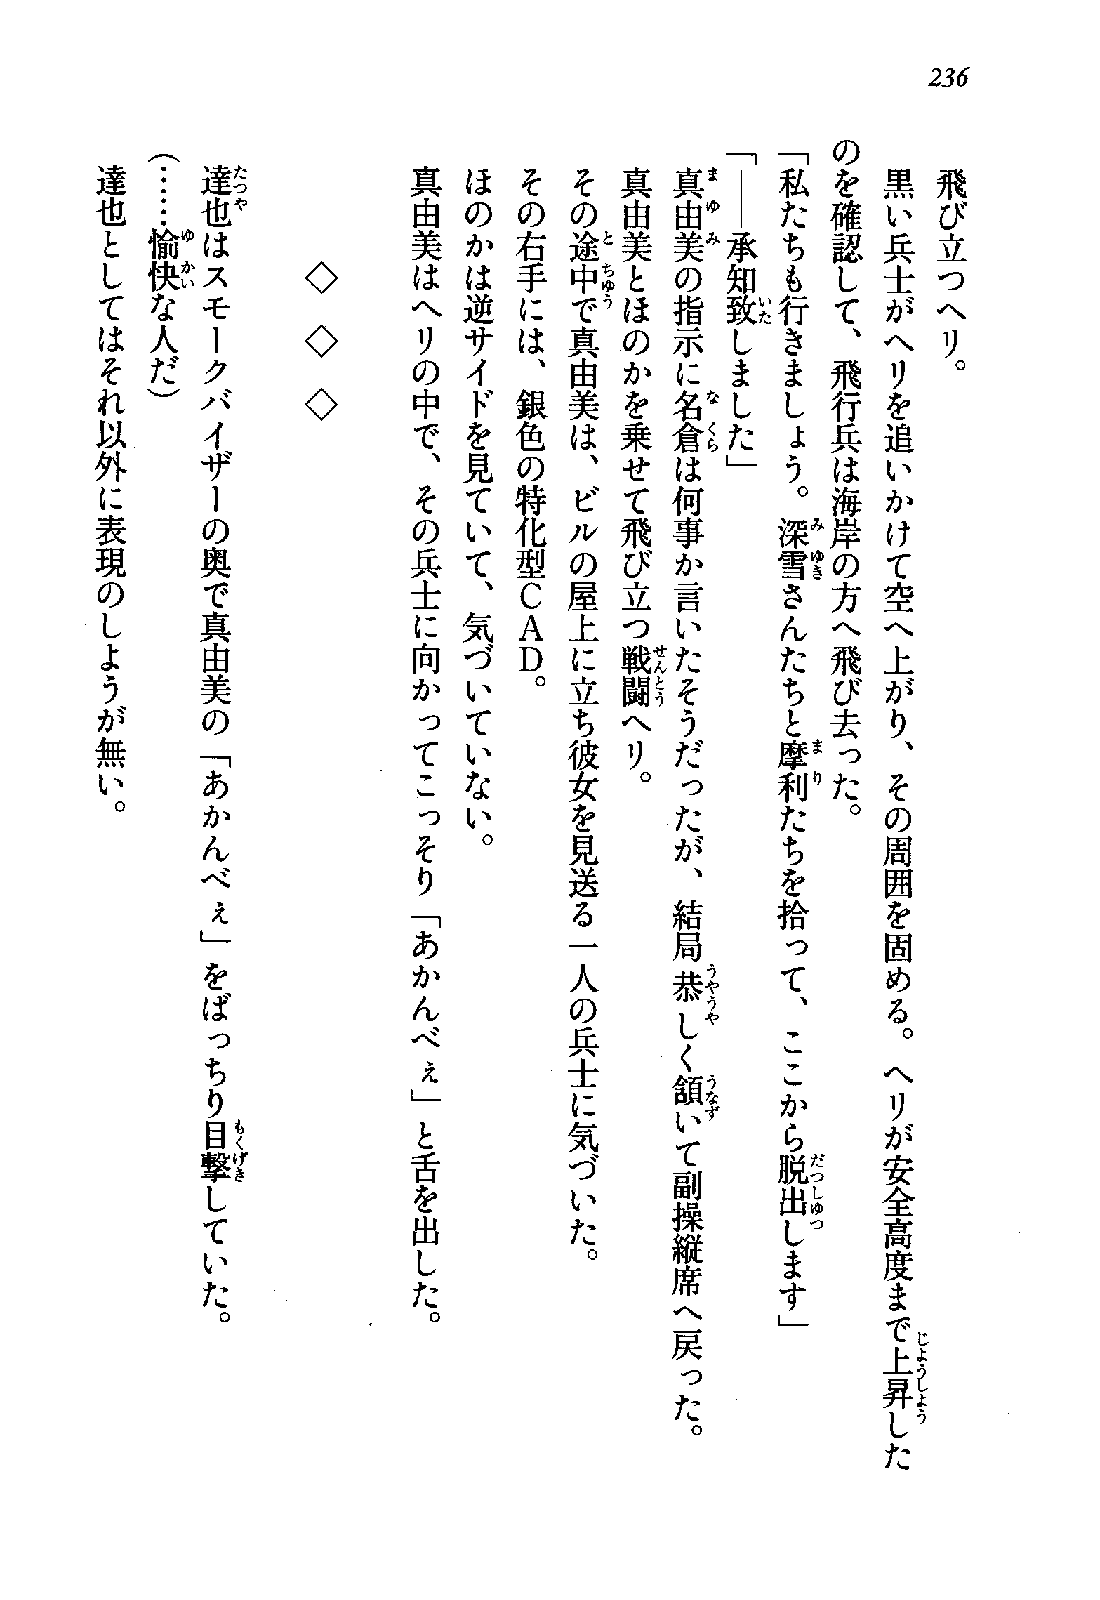 236
飛び立つヘリ。
黒い兵士がヘリを追いかけて空へ上がり、その周囲を固める。ヘリが安全高度まで上昇した
のを確認して、飛行兵は海岸の方へ飛び去った。
「私たちも行きましょう。深雪さんたちと摩利たちを拾って、ここから脱出します」
「――承知致しました」
真由美の指示に名倉は何事か言いたそうだったが、結局恭しく頷いて副操縦席へ戻った。
真由美とほのかを乗せて飛び立つ戦闘ヘリ。
その途中で真由美は、ビルの屋上に立ち彼女を見送る一人の兵士に気づいた。
その右手には、銀色の特化型ＣＡＤ。
ほのかは逆サイドを見ていて、気づいていない。
真由美はヘリの中で、その兵士に向かってこっそり「あかんべぇ」と舌を出した。
◇　◇　◇
達也はスモークバイザーの奥で真由美の「あかんべぇ」をばっちり目撃していた。
（……愉快な人だ）
達也としてはそれ以外に表現のしようが無い。